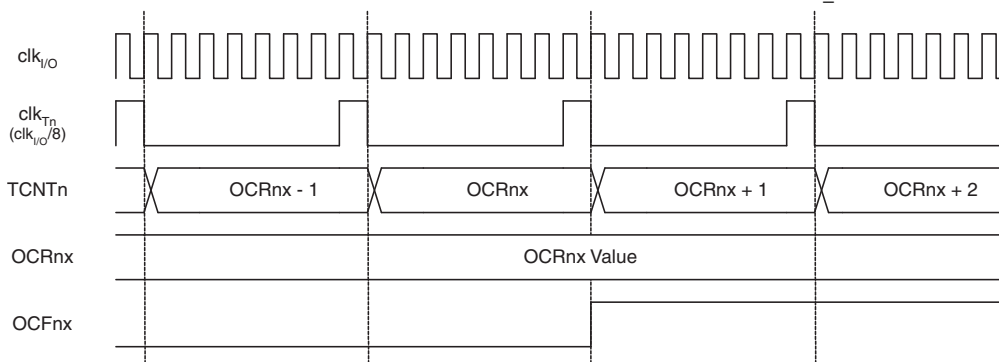 clkI/O
clkTn
(clkI/O/8)
TCNTn OCRnx - 1 OCRnx OCRnx + 1 OCRnx + 2
OCRnx OCRnx Value
OCFnx